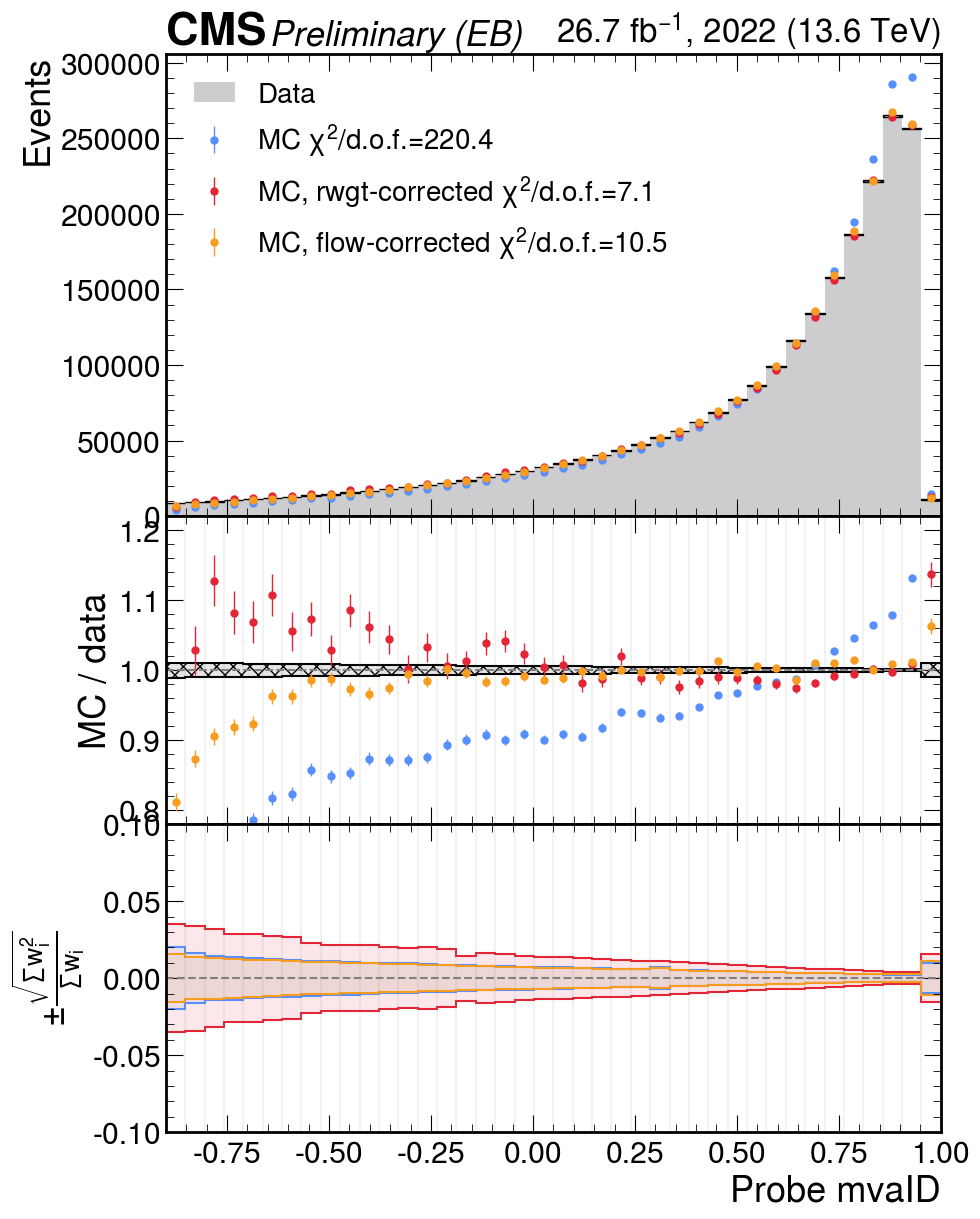 CMS Preliminary (EB) 26.7 fb⁻¹, 2022 (13.6 TeV)
Events
300000
250000
200000
150000
100000
50000
0
Data
MC χ²/d.o.f.=220.4
MC, rwgt-corrected χ²/d.o.f.=7.1
MC, flow-corrected χ²/d.o.f.=10.5
MC / data
1.2
1.1
1.0
0.9
0.8
± √Σwᵢ² / Σwᵢ
0.10
0.05
0.00
-0.05
-0.10
-0.75 -0.50 -0.25 0.00 0.25 0.50 0.75 1.00
Probe mvaID